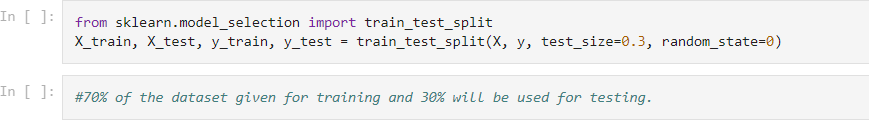 In [ ]:
from sklearn.model_selection import train_test_split
X_train, X_test, y_train, y_test = train_test_split(X, y, test_size=0.3, random_state=0)
In [ ]:
#70% of the dataset given for training and 30% will be used for testing.